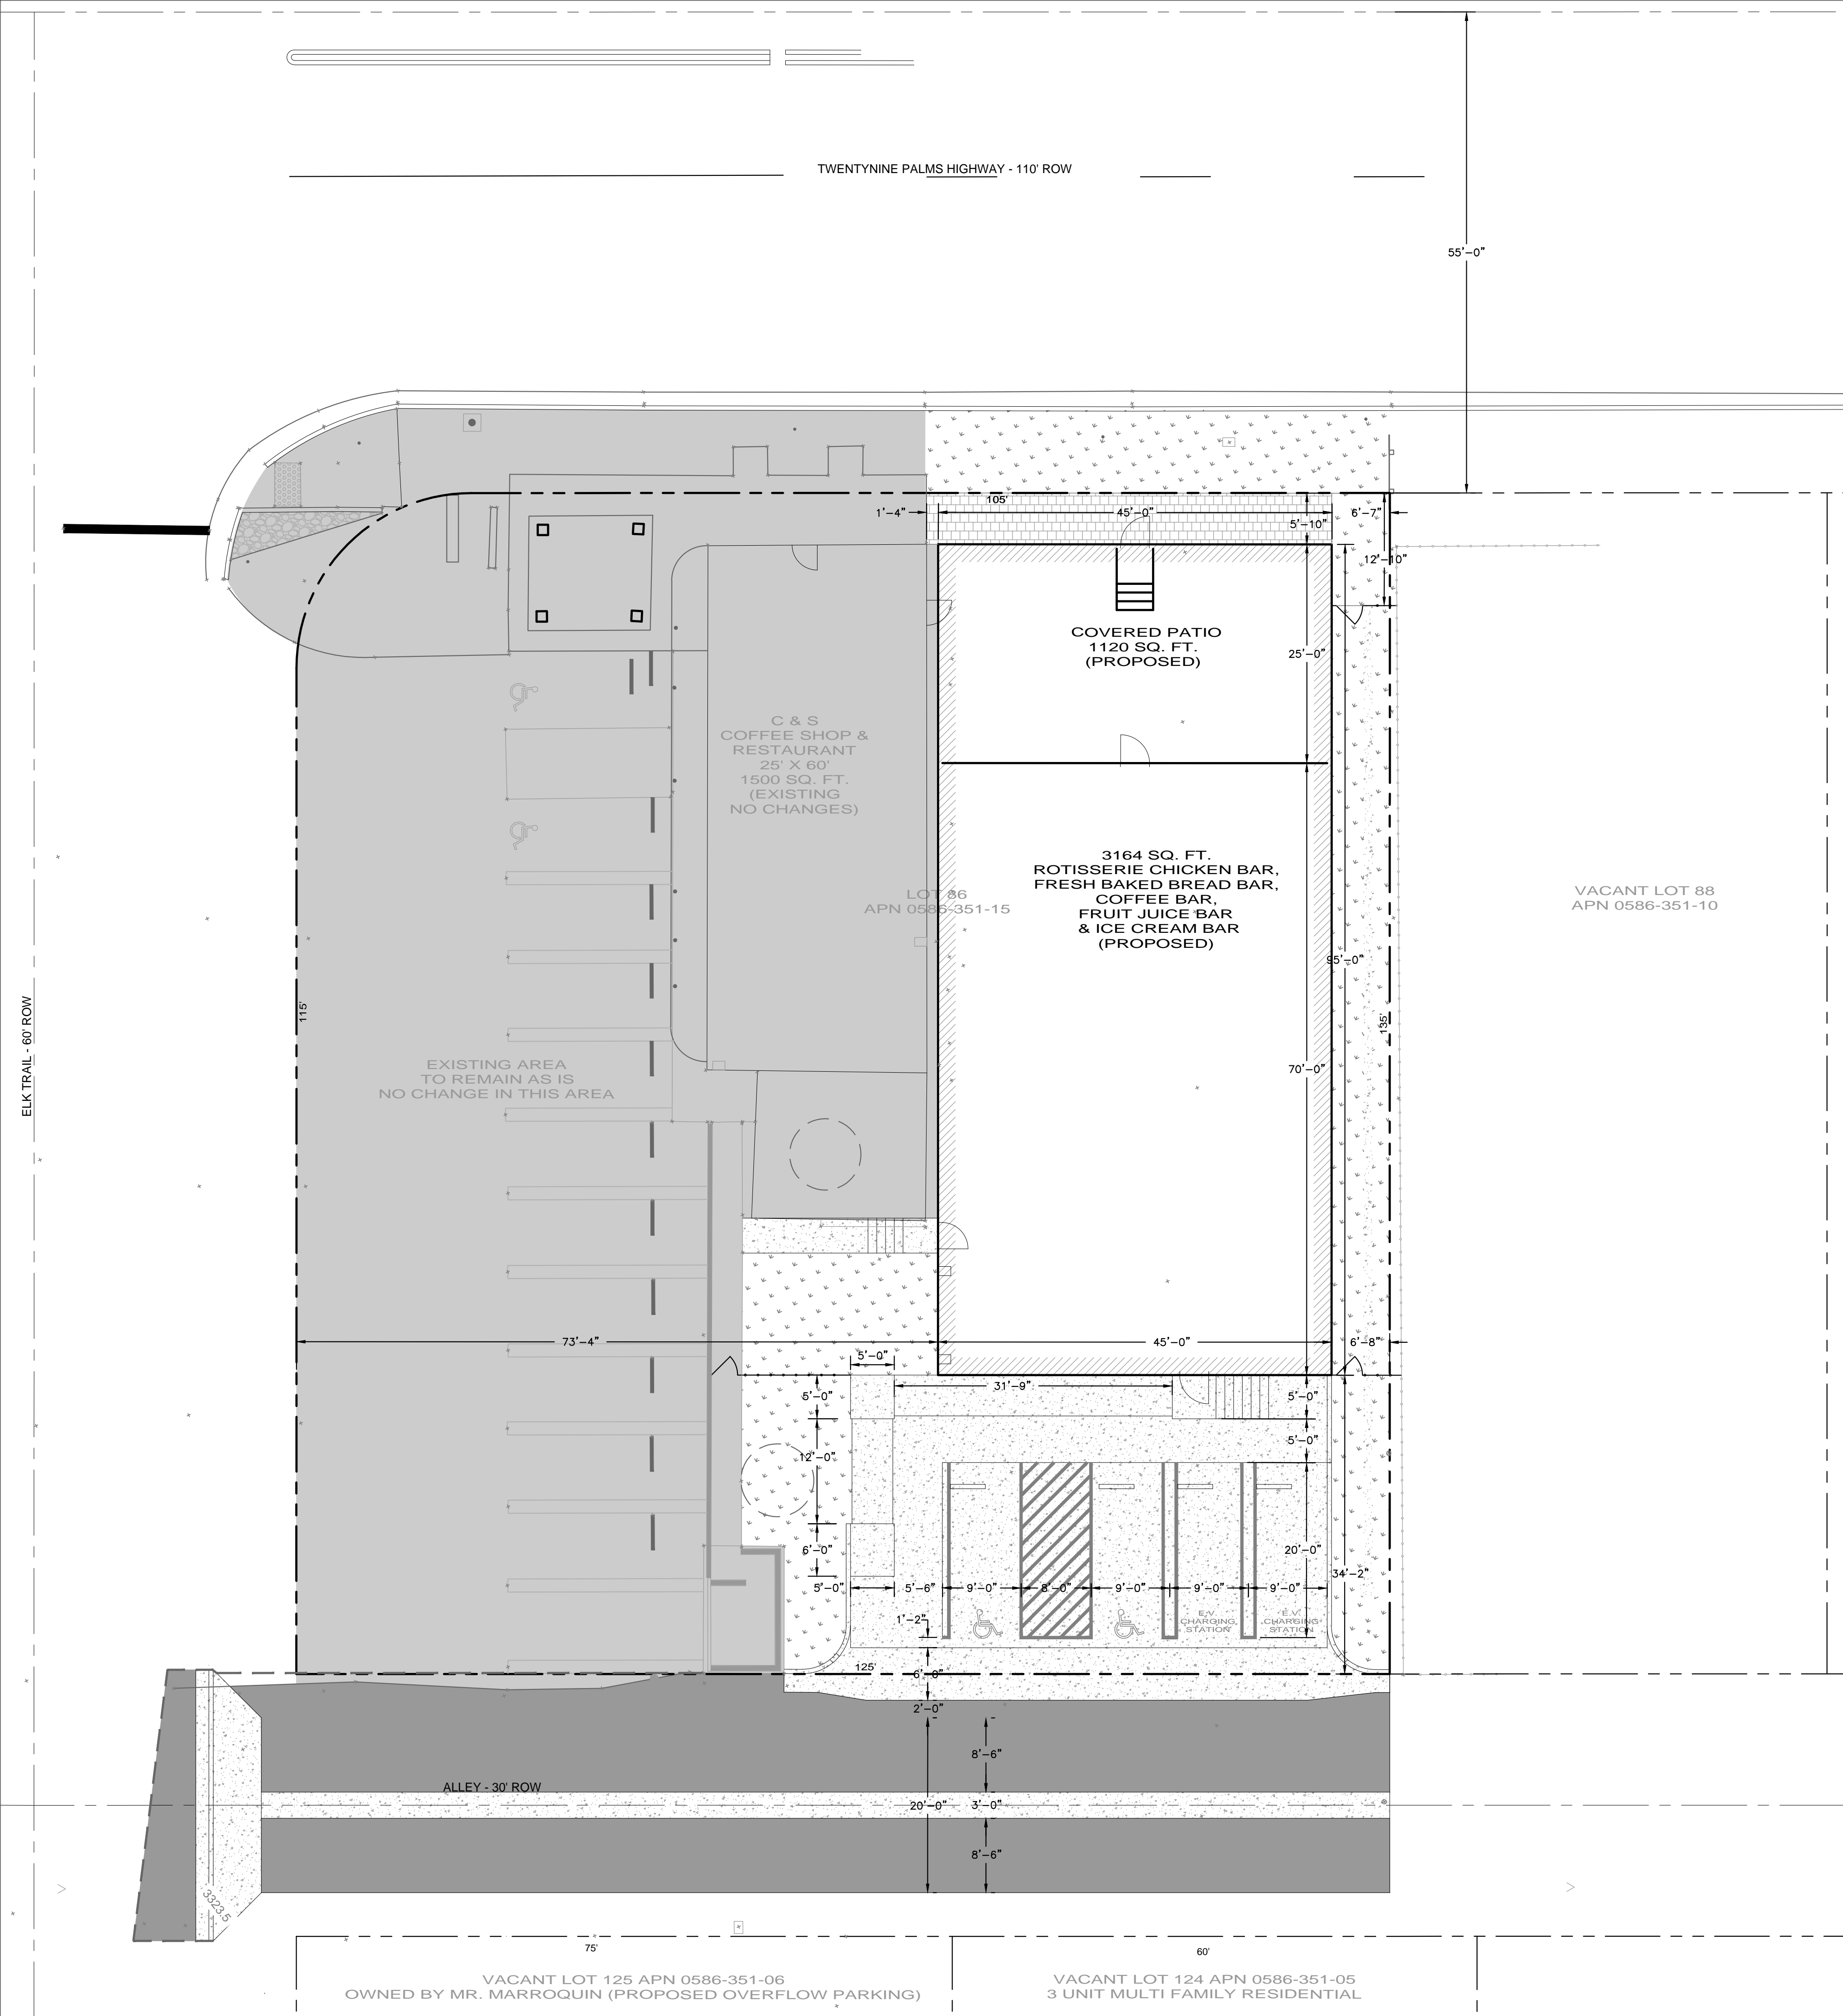 TWENTYNINE PALMS HIGHWAY - 110' ROW
55'-0"
105'
1'-4"
45'-0"
5'-10"
6'-7"
12'-10"
COVERED PATIO
1120 SQ. FT.
(PROPOSED)
25'-0"
C & S
COFFEE SHOP &
RESTAURANT
25' X 60'
1500 SQ. FT.
(EXISTING
NO CHANGES)
3164 SQ. FT.
ROTISSERIE CHICKEN BAR,
FRESH BAKED BREAD BAR,
COFFEE BAR,
FRUIT JUICE BAR
& ICE CREAM BAR
(PROPOSED)
LOT 86
APN 0586-351-15
VACANT LOT 88
APN 0586-351-10
95'-0"
ELK TRAIL - 60' ROW
115'
135'
EXISTING AREA
TO REMAIN AS IS
NO CHANGE IN THIS AREA
70'-0"
73'-4"
45'-0"
6'-8"
5'-0"
31'-9"
5'-0"
5'-0"
5'-0"
12'-0"
6'-0"
20'-0"
34'-2"
5'-0"
5'-6"
9'-0"
8'-0"
9'-0"
9'-0"
9'-0"
1'-2"
E.V.
CHARGING
STATION
E.V.
CHARGING
STATION
125'
6'-0"
2'-0"
8'-6"
ALLEY - 30' ROW
20'-0"
3'-0"
8'-6"
3323.5
75'
60'
VACANT LOT 125 APN 0586-351-06
OWNED BY MR. MARROQUIN (PROPOSED OVERFLOW PARKING)
VACANT LOT 124 APN 0586-351-05
3 UNIT MULTI FAMILY RESIDENTIAL